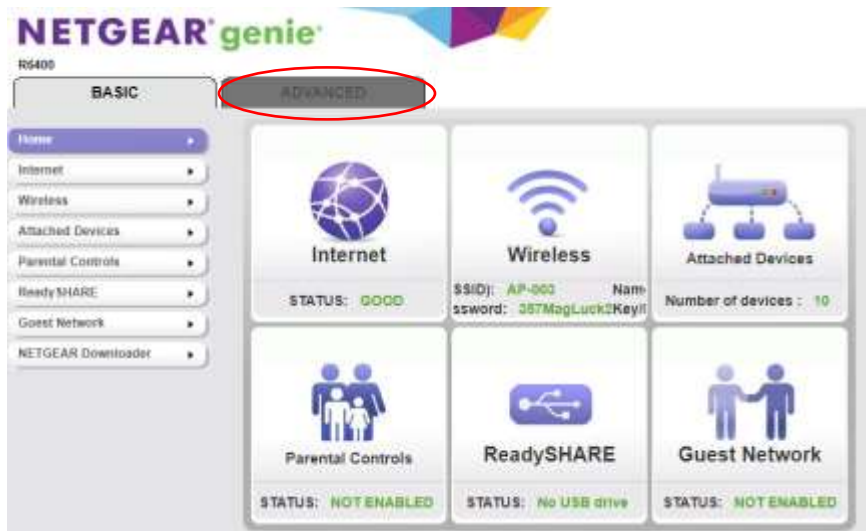 NETGEAR® genie®
R6400
BASIC
ADVANCED
Home
Internet
Wireless
Attached Devices
Parental Controls
ReadySHARE
Guest Network
NETGEAR Downloader
Internet
STATUS: GOOD
Wireless
SSID): AP-003 Nam
ssword: Key/
Attached Devices
Number of devices : 10
Parental Controls
STATUS: NOT ENABLED
ReadySHARE
STATUS: No USB drive
Guest Network
STATUS: NOT ENABLED